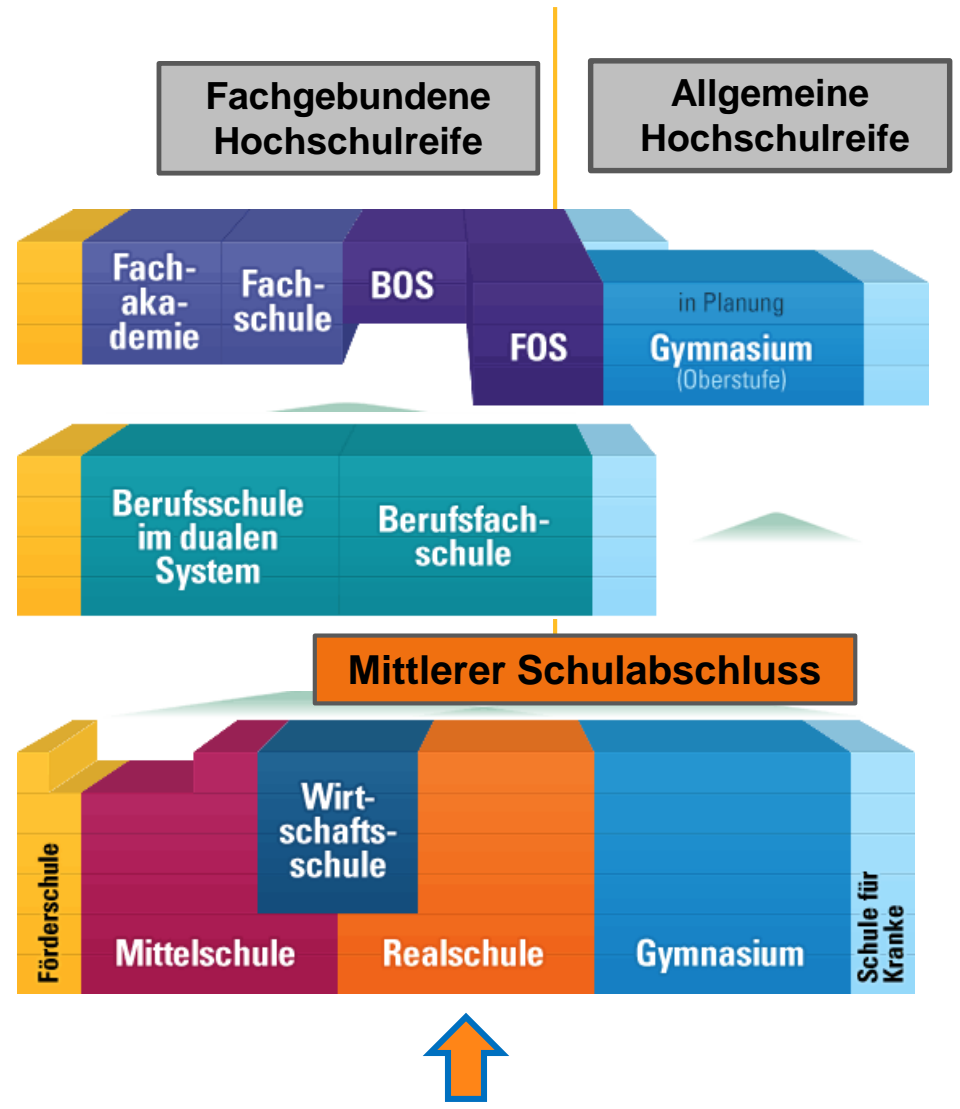 Fachgebundene
Hochschulreife
Allgemeine
Hochschulreife
Fach-
aka-
demie
Fach-
schule
BOS
FOS
in Planung
Gymnasium
(Oberstufe)
Berufsschule
im dualen
System
Berufsfach-
schule
Mittlerer Schulabschluss
Förderschule
Mittelschule
Wirt-
schafts-
schule
Realschule
Gymnasium
Schule für
Kranke